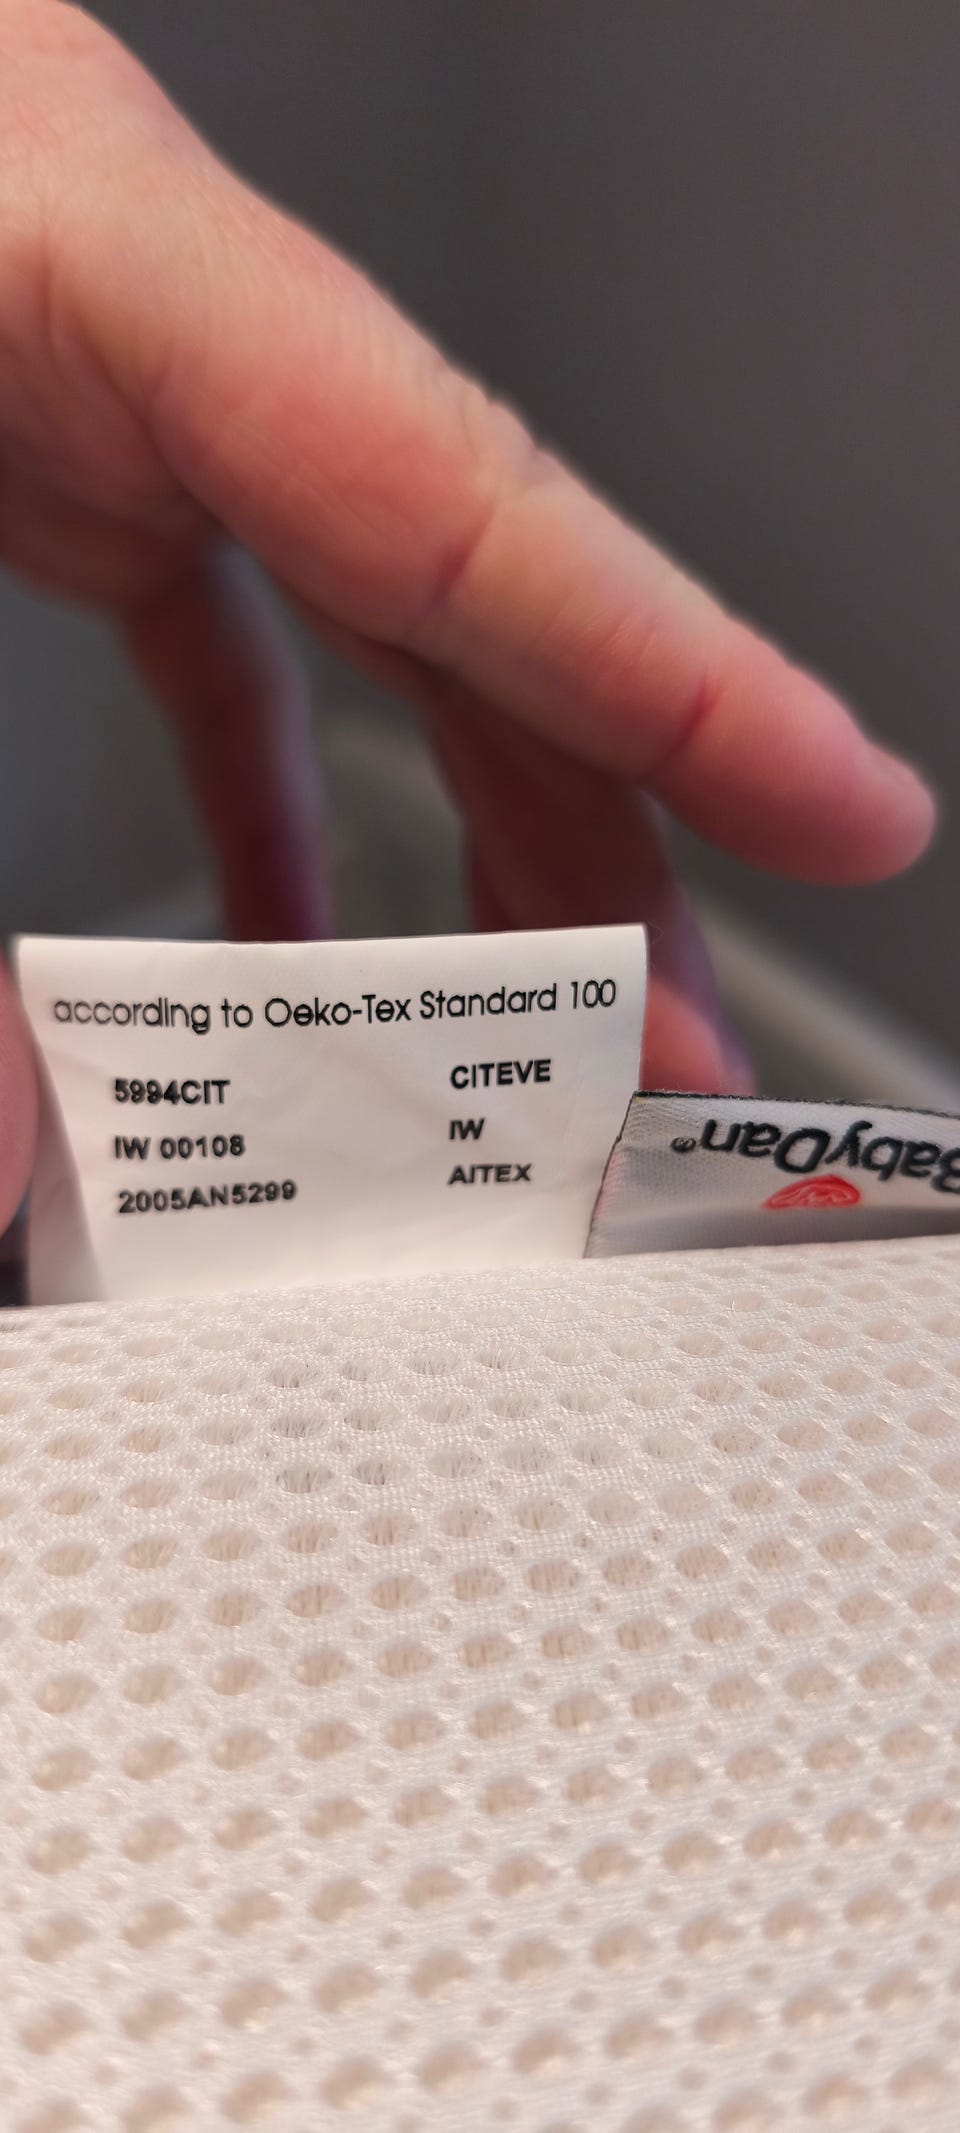 according to Oeko-Tex Standard 100
5994CIT CITEVE
IW 00108 IW
2005AN5299 AITEX
BabyDan®